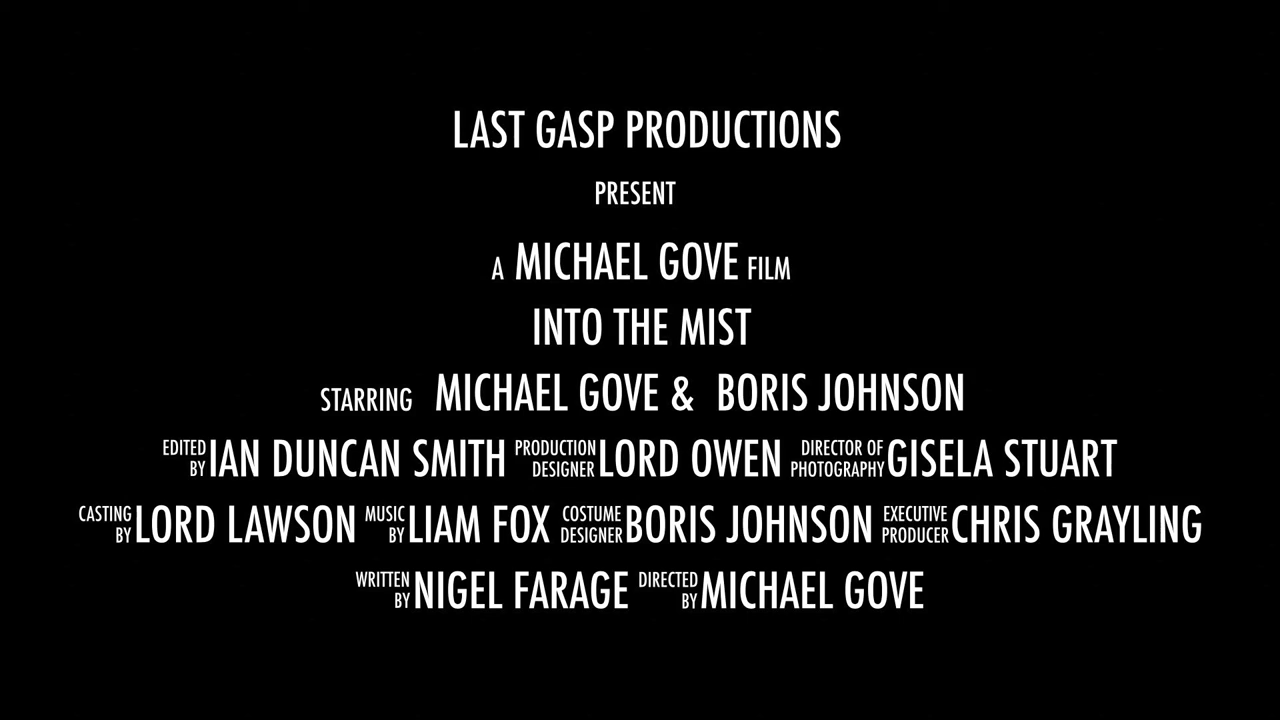 LAST GASP PRODUCTIONS
PRESENT
A MICHAEL GOVE FILM
INTO THE MIST
STARRING MICHAEL GOVE & BORIS JOHNSON
EDITED BY IAN DUNCAN SMITH PRODUCTION DESIGNER LORD OWEN DIRECTOR OF PHOTOGRAPHY GISELA STUART
CASTING BY LORD LAWSON MUSIC BY LIAM FOX COSTUME DESIGNER BORIS JOHNSON EXECUTIVE PRODUCER CHRIS GRAYLING
WRITTEN BY NIGEL FARAGE DIRECTED BY MICHAEL GOVE